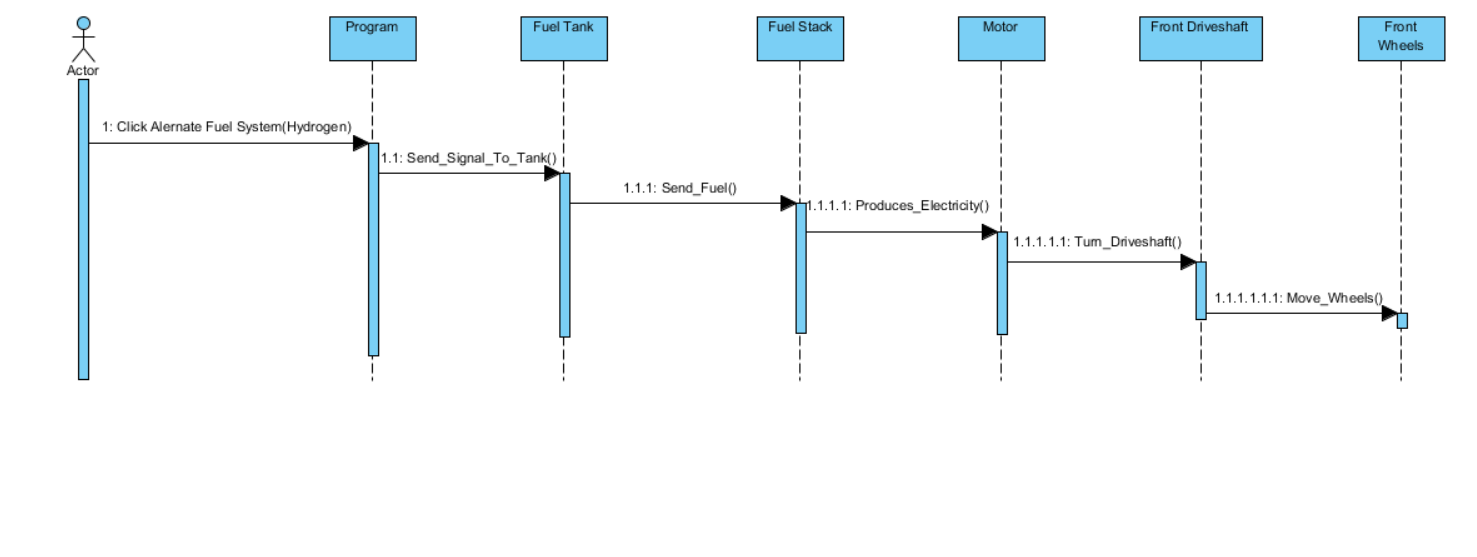 Program
Fuel Tank
Fuel Stack
Motor
Front Driveshaft
Front
Wheels
Actor
1: Click Alernate Fuel System(Hydrogen)
1.1: Send_Signal_To_Tank()
1.1.1: Send_Fuel()
1.1.1.1: Produces_Electricity()
1.1.1.1.1: Turn_Driveshaft()
1.1.1.1.1.1: Move_Wheels()